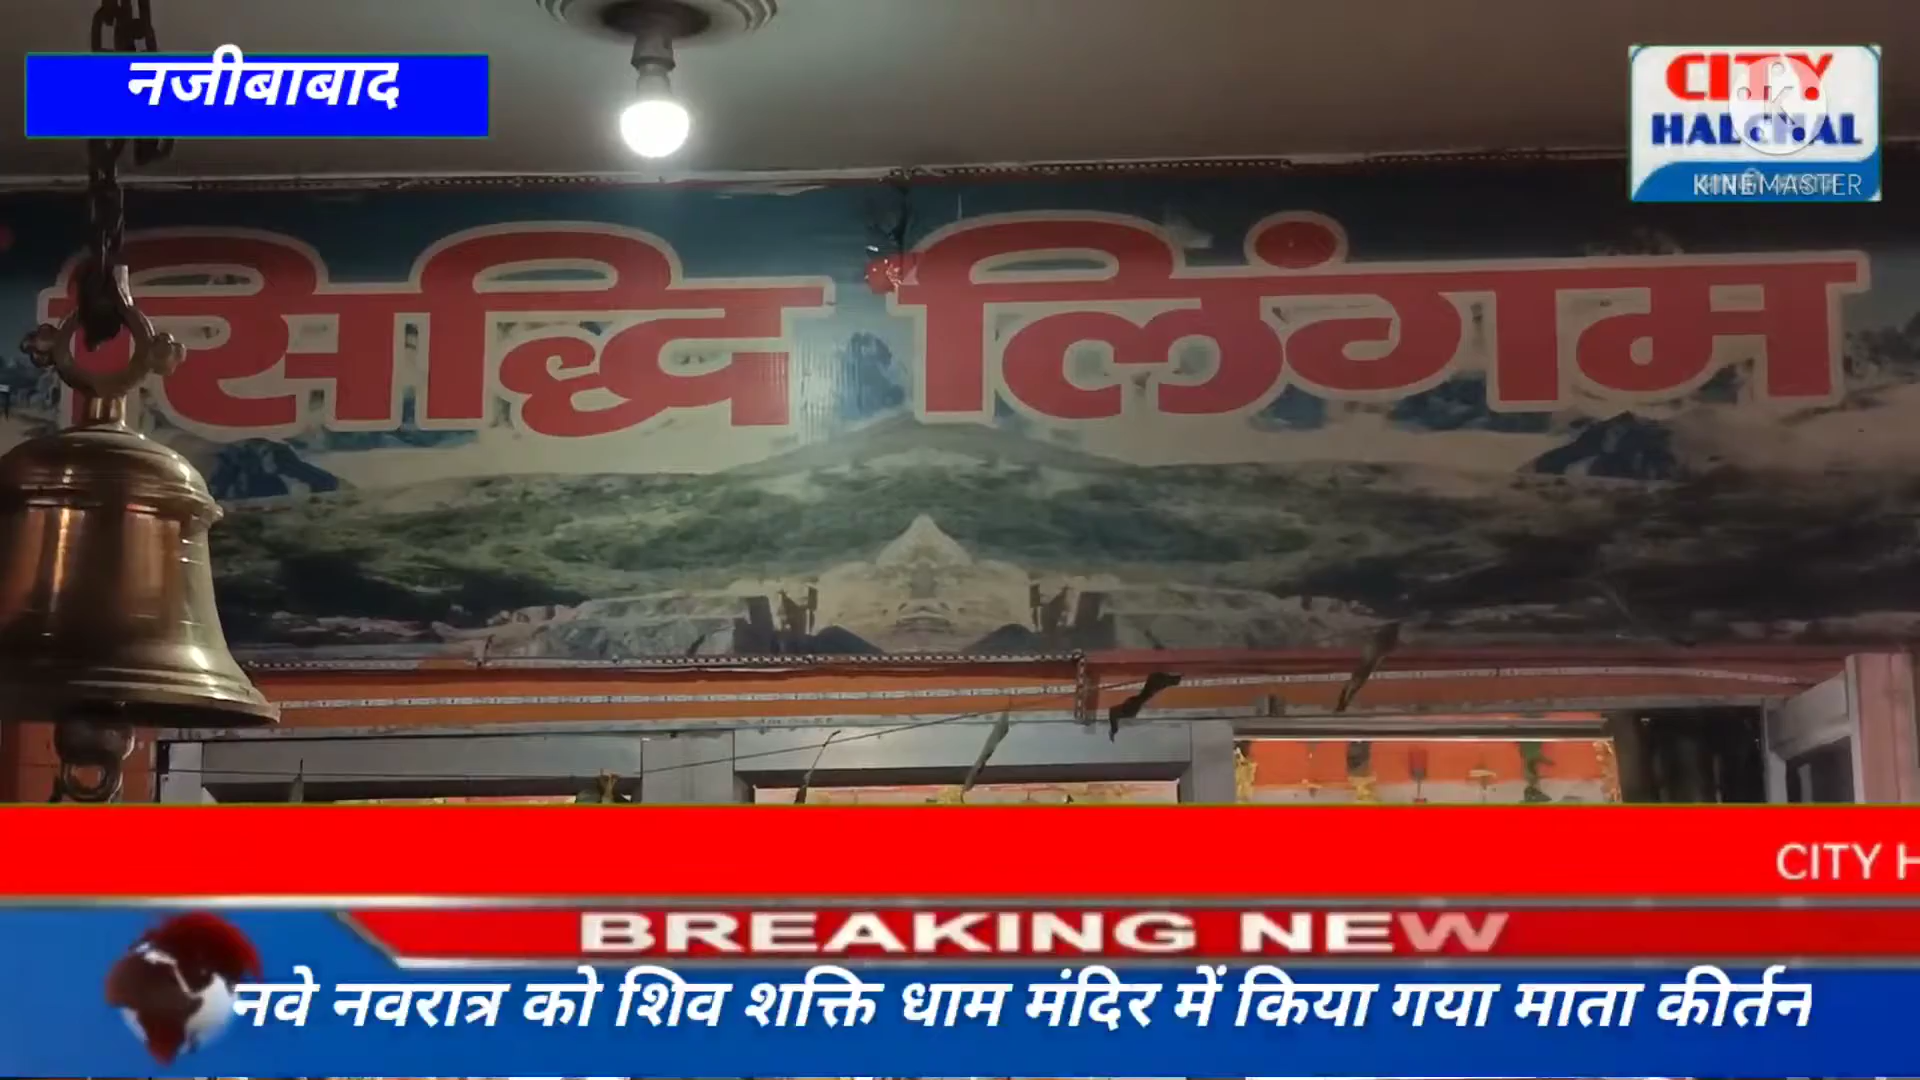 नजीबाबाद
CITY
HALCHAL
KINEMASTER
सिद्धि लिंगम
CITY H
BREAKING NEW
नवे नवरात्र को शिव शक्ति धाम मंदिर में किया गया माता कीर्तन